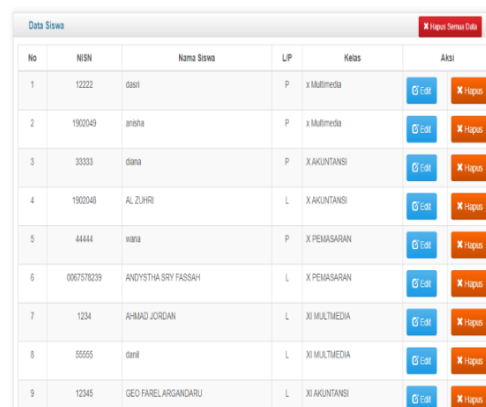 Data Siswa Hapus Semua Data
No NISN Nama Siswa L/P Kelas Aksi
1 12222 dasri P x Multimedia Edit Hapus
2 1902049 anisha P x Multimedia Edit Hapus
3 33333 diana P X AKUNTANSI Edit Hapus
4 1902048 AL ZUHRI L X AKUNTANSI Edit Hapus
5 44444 wana P X PEMASARAN Edit Hapus
6 0067578239 ANDYSTHA SRY FASSAH L X PEMASARAN Edit Hapus
7 1234 AHMAD JORDAN L XI MULTMEDIA Edit Hapus
8 55555 danil L XI MULTMEDIA Edit Hapus
9 12345 GEO FAREL ARGANDARU L XI AKUNTANSI Edit Hapus